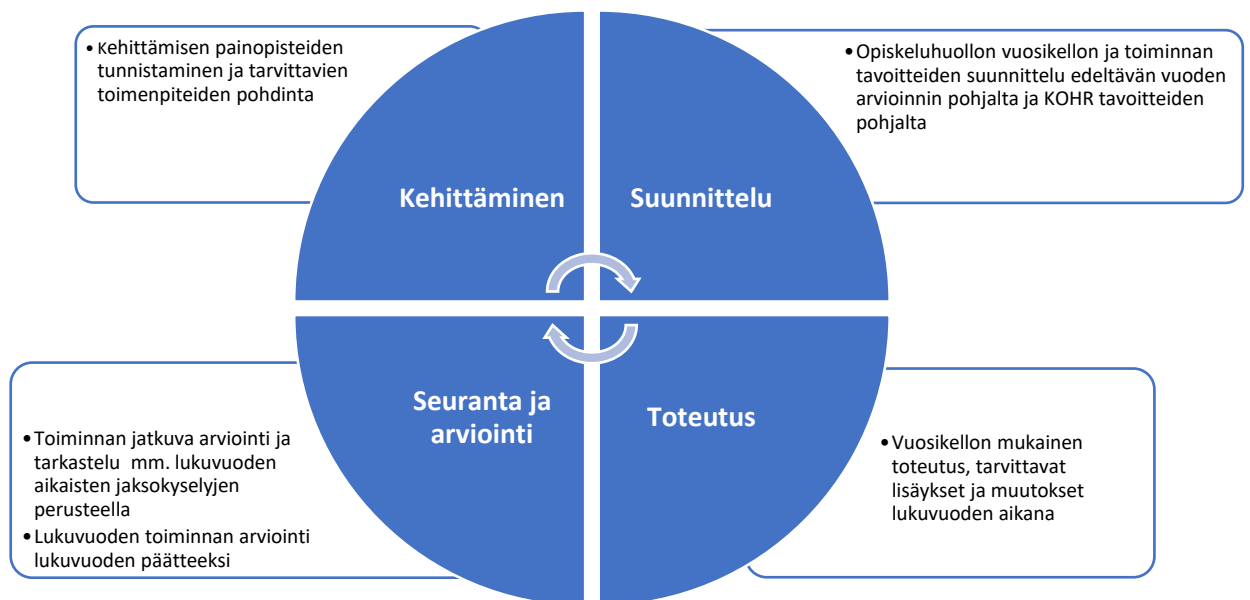 • Kehittämisen painopisteiden
tunnistaminen ja tarvittavien
toimenpiteiden pohdinta
• Opiskeluhuollon vuosikellon ja toiminnan
tavoitteiden suunnittelu edeltävän vuoden
arvioinnin pohjalta ja KOHR tavoitteiden
pohjalta
Kehittäminen
Suunnittelu
Seuranta ja
arviointi
Toteutus
• Toiminnan jatkuva arviointi ja
tarkastelu mm. lukuvuoden
aikaisten jaksokyselyjen
perusteella
• Lukuvuoden toiminnan arviointi
lukuvuoden päätteeksi
• Vuosikellon mukainen
toteutus, tarvittavat
lisäykset ja muutokset
lukuvuoden aikana